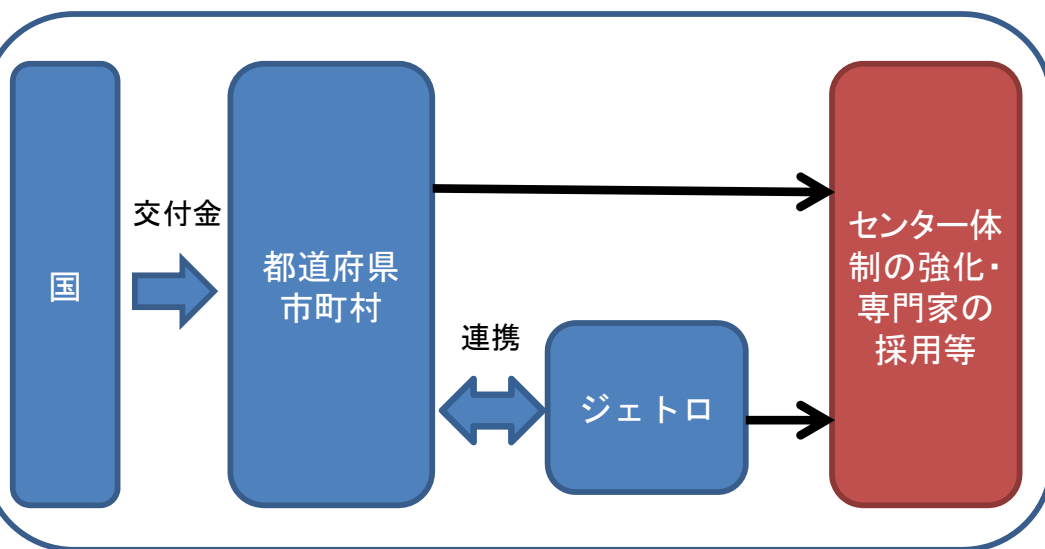 国
交付金
都道府県
市町村
連携
ジェトロ
センター体
制の強化・
専門家の
採用等